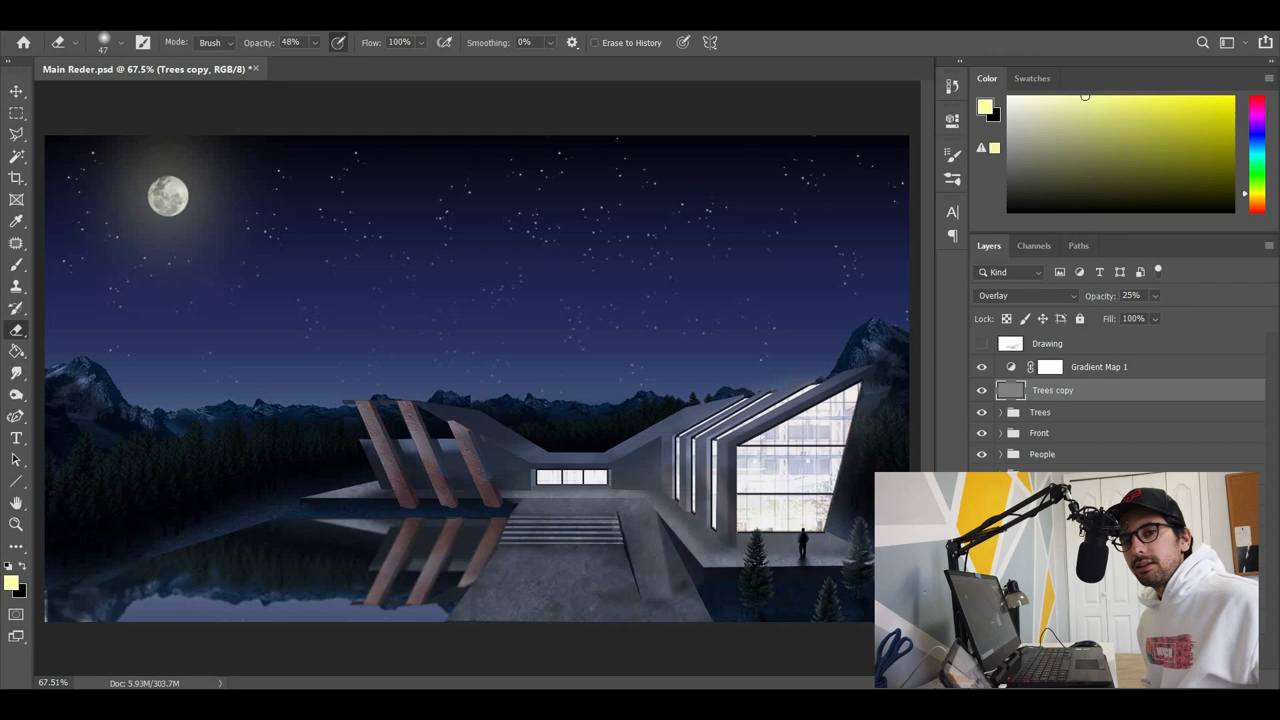 47
Mode: Brush Opacity: 48% Flow: 100% Smoothing: 0% Erase to History
Main Reder.psd @ 67.5% (Trees copy, RGB/8) *
Color Swatches
Layers Channels Paths
Kind
Overlay Opacity: 25%
Lock: Fill: 100%
Drawing
Gradient Map 1
Trees copy
Trees
Front
People
67.51% Doc: 5.93M/303.7M